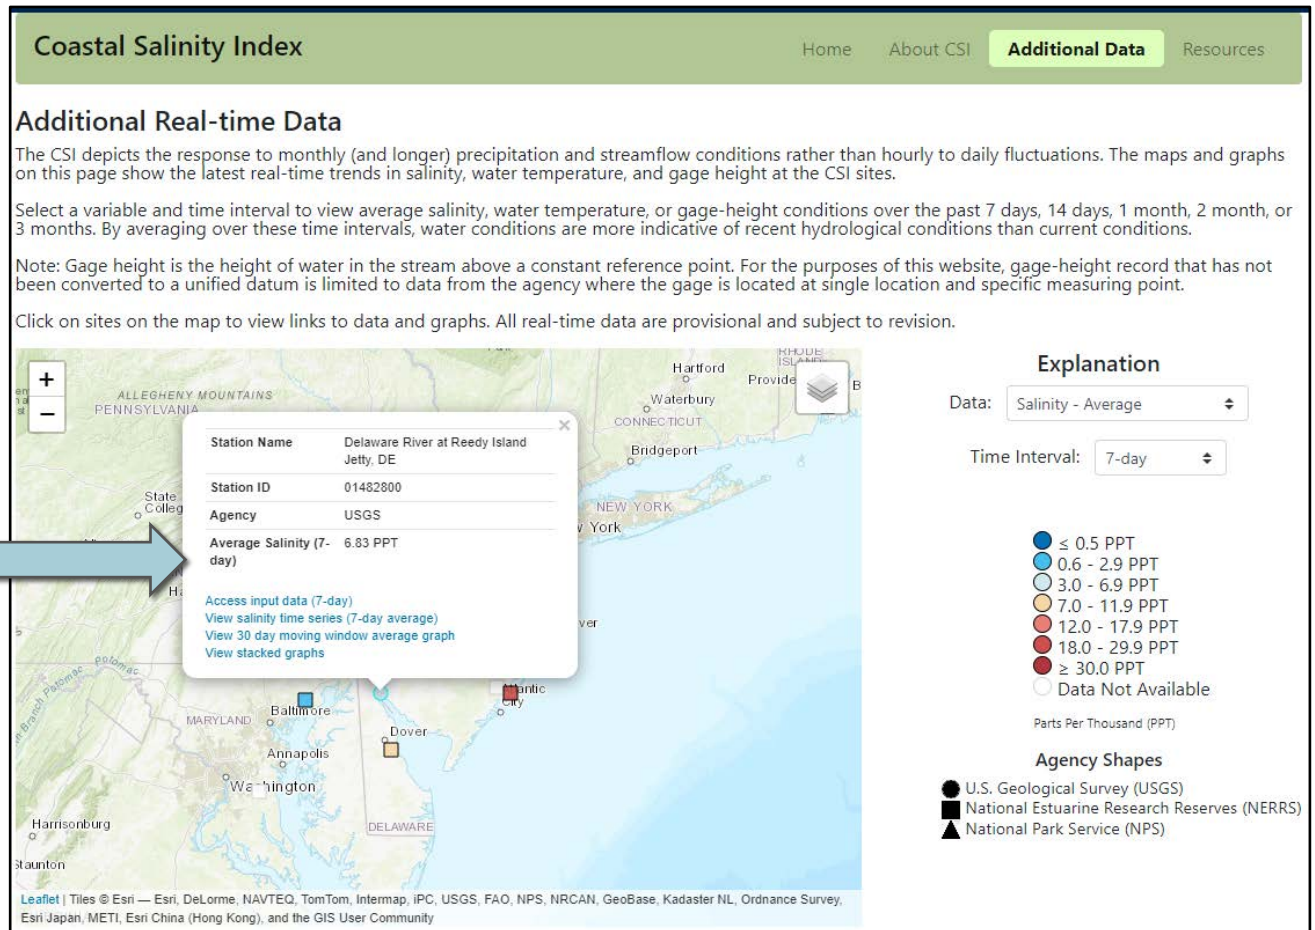 Coastal Salinity Index
Home
About CSI
Additional Data
Resources
Additional Real-time Data
The CSI depicts the response to monthly (and longer) precipitation and streamflow conditions rather than hourly to daily fluctuations. The maps and graphs
on this page show the latest real-time trends in salinity, water temperature, and gage height at the CSI sites.
Select a variable and time interval to view average salinity, water temperature, or gage-height conditions over the past 7 days, 14 days, 1 month, 2 month, or
3 months. By averaging over these time intervals, water conditions are more indicative of recent hydrological conditions than current conditions.
Note: Gage height is the height of water in the stream above a constant reference point. For the purposes of this website, gage-height record that has not
been converted to a unified datum is limited to data from the agency where the gage is located at single location and specific measuring point.
Click on sites on the map to view links to data and graphs. All real-time data are provisional and subject to revision.
+
−
ALLEGHENY MOUNTAINS
PENNSYLVANIA
Hartford
RHODE
ISLAND
Provide
Waterbury
CONNECTICUT
Bridgeport
State
Colleg
NEW YORK
York
×
Station Name Delaware River at Reedy Island
Jetty, DE
Station ID 01482800
Agency USGS
Average Salinity (7- 6.83 PPT
day)
Access input data (7-day)
View salinity time series (7-day average)
View 30 day moving window average graph
View stacked graphs
ver
Potomac
Branch Potomac
MARYLAND
Baltimore
Atlantic
City
Dover
Annapolis
Washington
Harrisonburg
DELAWARE
Staunton
Leaflet | Tiles © Esri — Esri, DeLorme, NAVTEQ, TomTom, Intermap, iPC, USGS, FAO, NPS, NRCAN, GeoBase, Kadaster NL, Ordnance Survey,
Esri Japan, METI, Esri China (Hong Kong), and the GIS User Community
Explanation
Data: Salinity - Average
Time Interval: 7-day
≤ 0.5 PPT
0.6 - 2.9 PPT
3.0 - 6.9 PPT
7.0 - 11.9 PPT
12.0 - 17.9 PPT
18.0 - 29.9 PPT
≥ 30.0 PPT
Data Not Available
Parts Per Thousand (PPT)
Agency Shapes
U.S. Geological Survey (USGS)
National Estuarine Research Reserves (NERRS)
National Park Service (NPS)